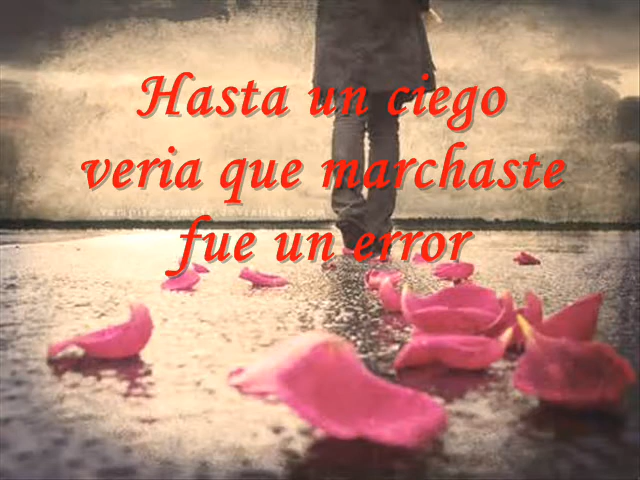 Hasta un ciego
veria que marchaste
fue un error